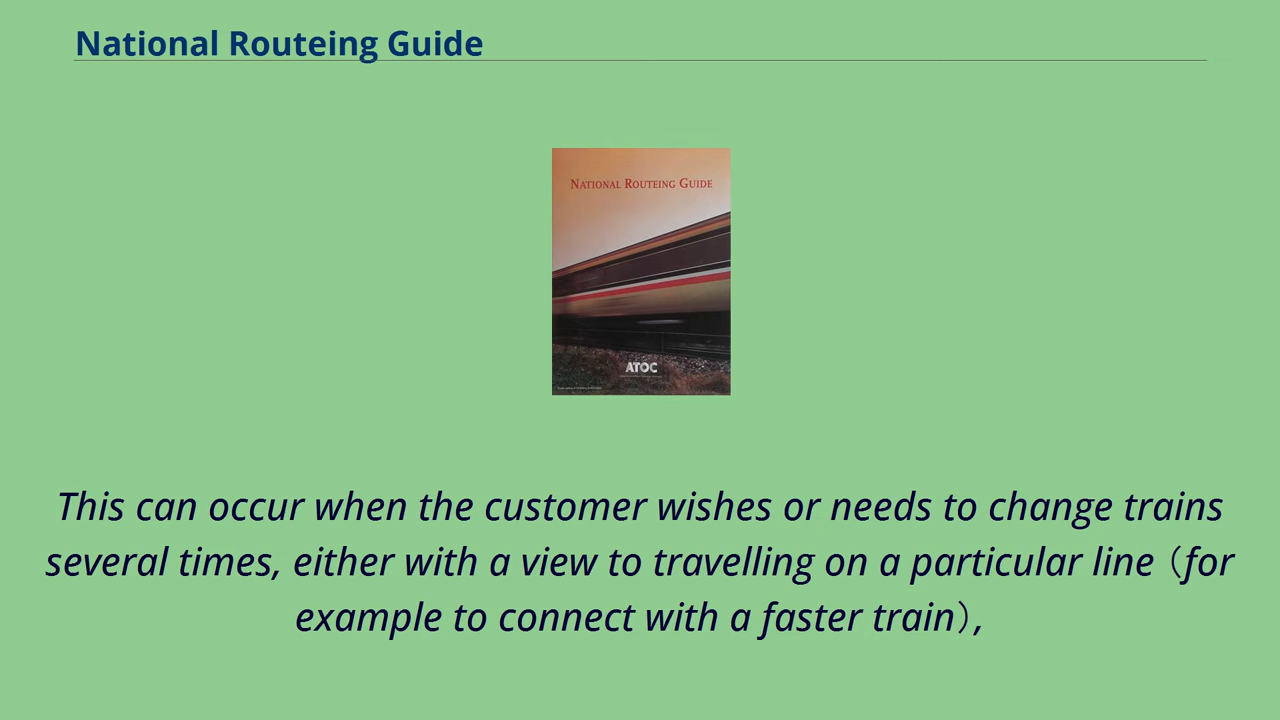 National Routeing Guide
NATIONAL ROUTEING GUIDE
ATOC
This can occur when the customer wishes or needs to change trains
several times, either with a view to travelling on a particular line (for
example to connect with a faster train),